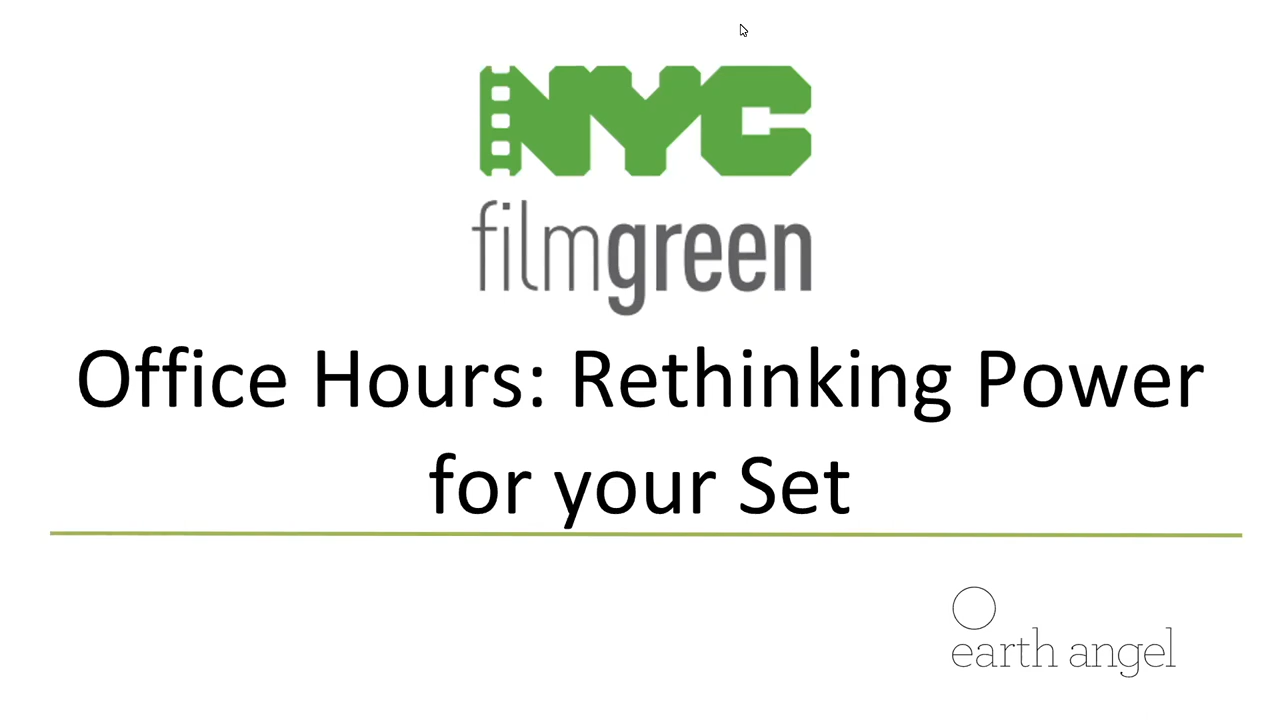 NYC
filmgreen
Office Hours: Rethinking Power
for your Set
earth angel